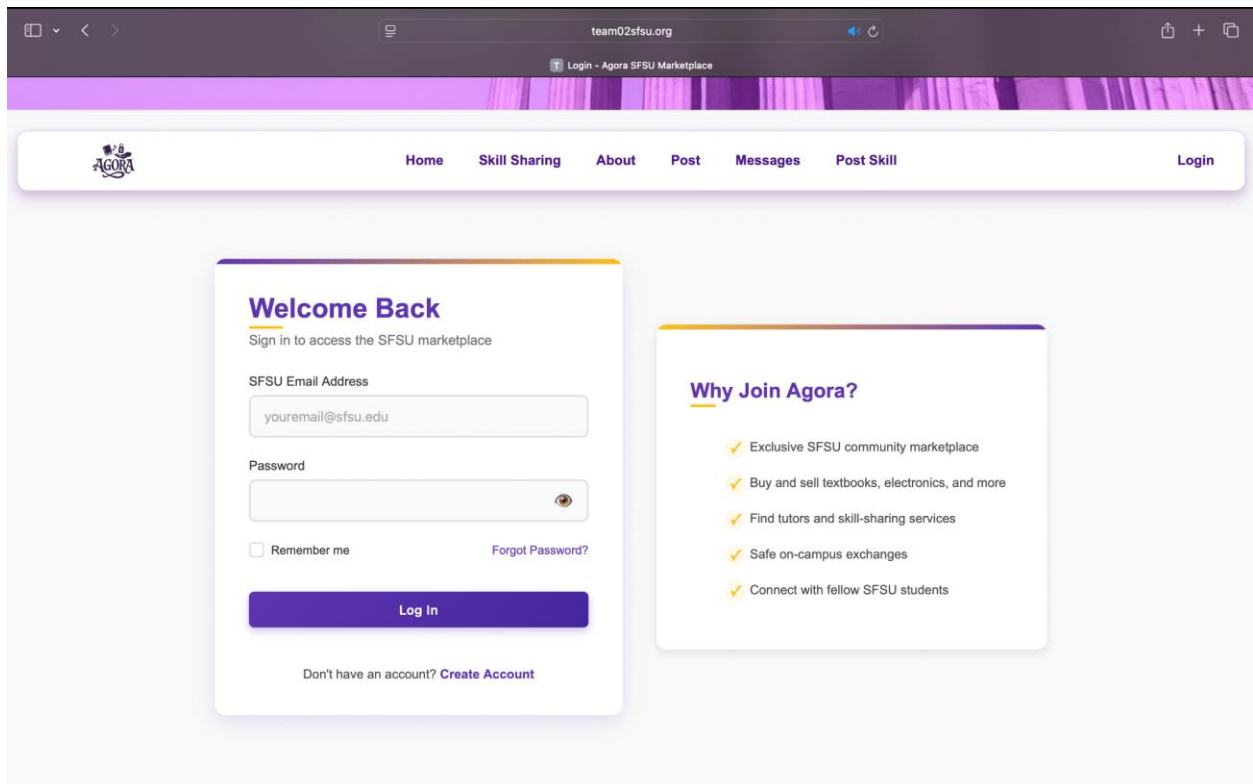 team02sfsu.org
T Login - Agora SFSU Marketplace
AGORA
Home Skill Sharing About Post Messages Post Skill Login
Welcome Back
Sign in to access the SFSU marketplace
SFSU Email Address
youremail@sfsu.edu
Password
Remember me Forgot Password?
Log In
Don't have an account? Create Account
Why Join Agora?
Exclusive SFSU community marketplace
Buy and sell textbooks, electronics, and more
Find tutors and skill-sharing services
Safe on-campus exchanges
Connect with fellow SFSU students